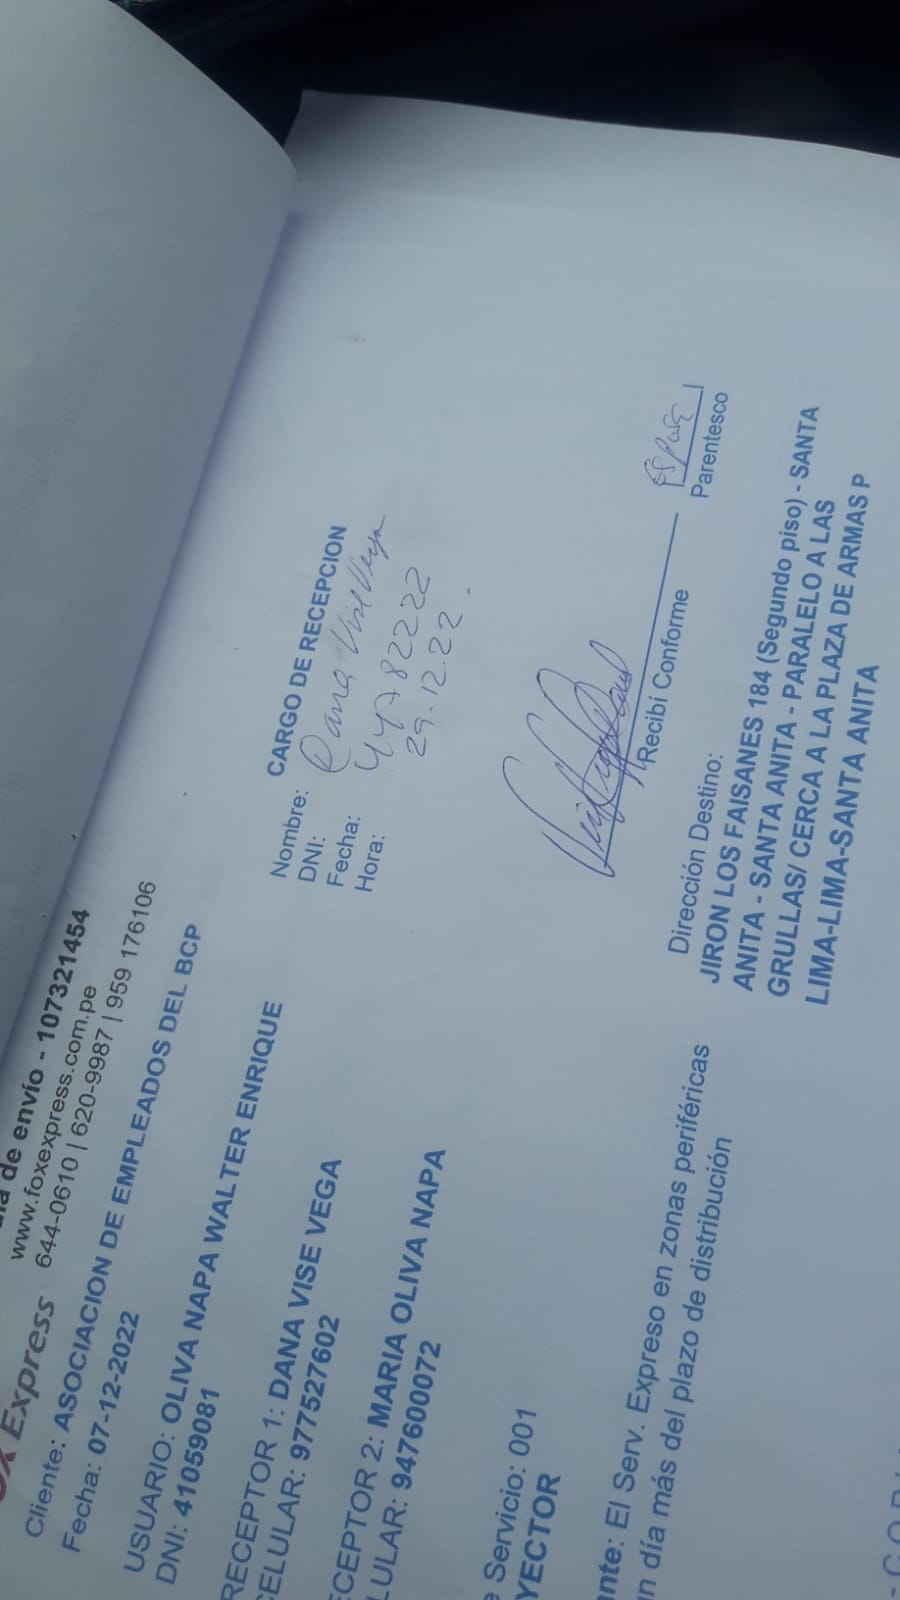 de envío - 107321454
www.foxexpress.com.pe
Express 644-0610 | 620-9987 | 959 176106
Cliente: ASOCIACION DE EMPLEADOS DEL BCP
Fecha: 07-12-2022
USUARIO: OLIVA NAPA WALTER ENRIQUE
DNI: 41059081
RECEPTOR 1: DANA VISE VEGA
CELULAR: 977527602
CEPTOR 2: MARIA OLIVA NAPA
LULAR: 947600072
Servicio: 001
YECTOR
ante: El Serv. Expreso en zonas periféricas
n día más del plazo de distribución
CARGO DE RECEPCION
Nombre: Dana Vise Vega
DNI: 44782222
Fecha: 29.12.22.
Hora:
Recibí Conforme
Esposa
Parentesco
Dirección Destino:
JIRON LOS FAISANES 184 (Segundo piso) - SANTA
ANITA - SANTA ANITA - PARALELO A LAS
GRULLAS/ CERCA A LA PLAZA DE ARMAS P
LIMA-LIMA-SANTA ANITA